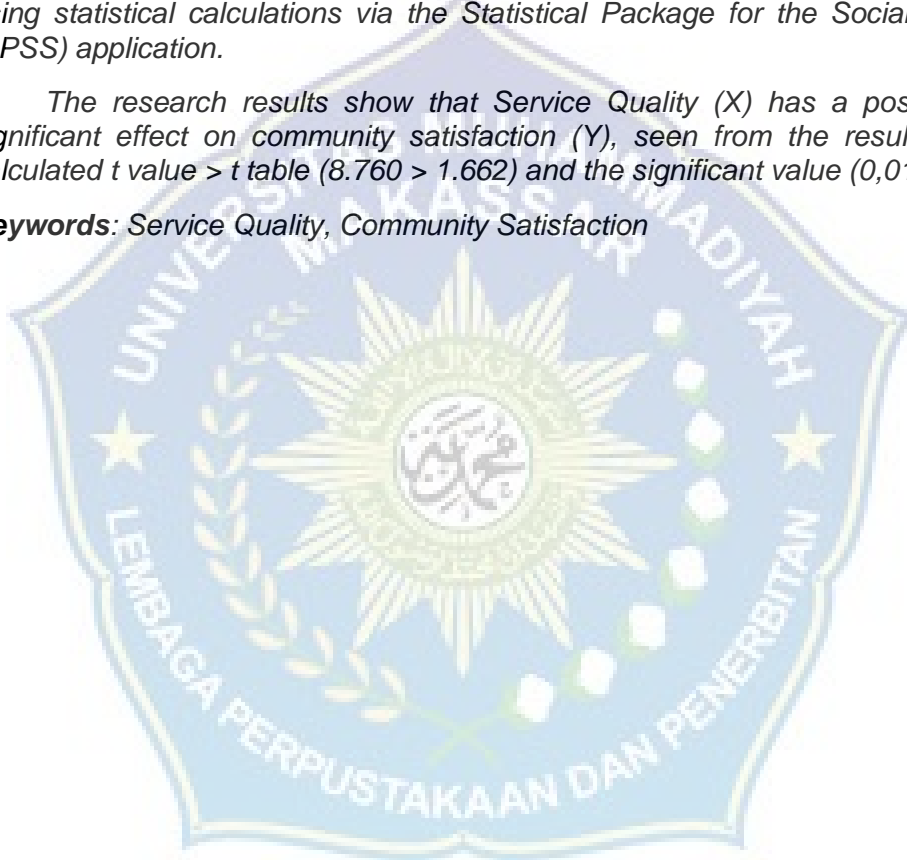 ing statistical calculations via the Statistical Package for the Social
PSS) application.
The research results show that Service Quality (X) has a pos
gnificant effect on community satisfaction (Y), seen from the resul
lculated t value > t table (8.760 > 1.662) and the significant value (0,01
eywords: Service Quality, Community Satisfaction
UNIVERSITAS MUHAMMADIYAH
MAKASSAR
LEMBAGA PERPUSTAKAAN DAN PENERBITAN